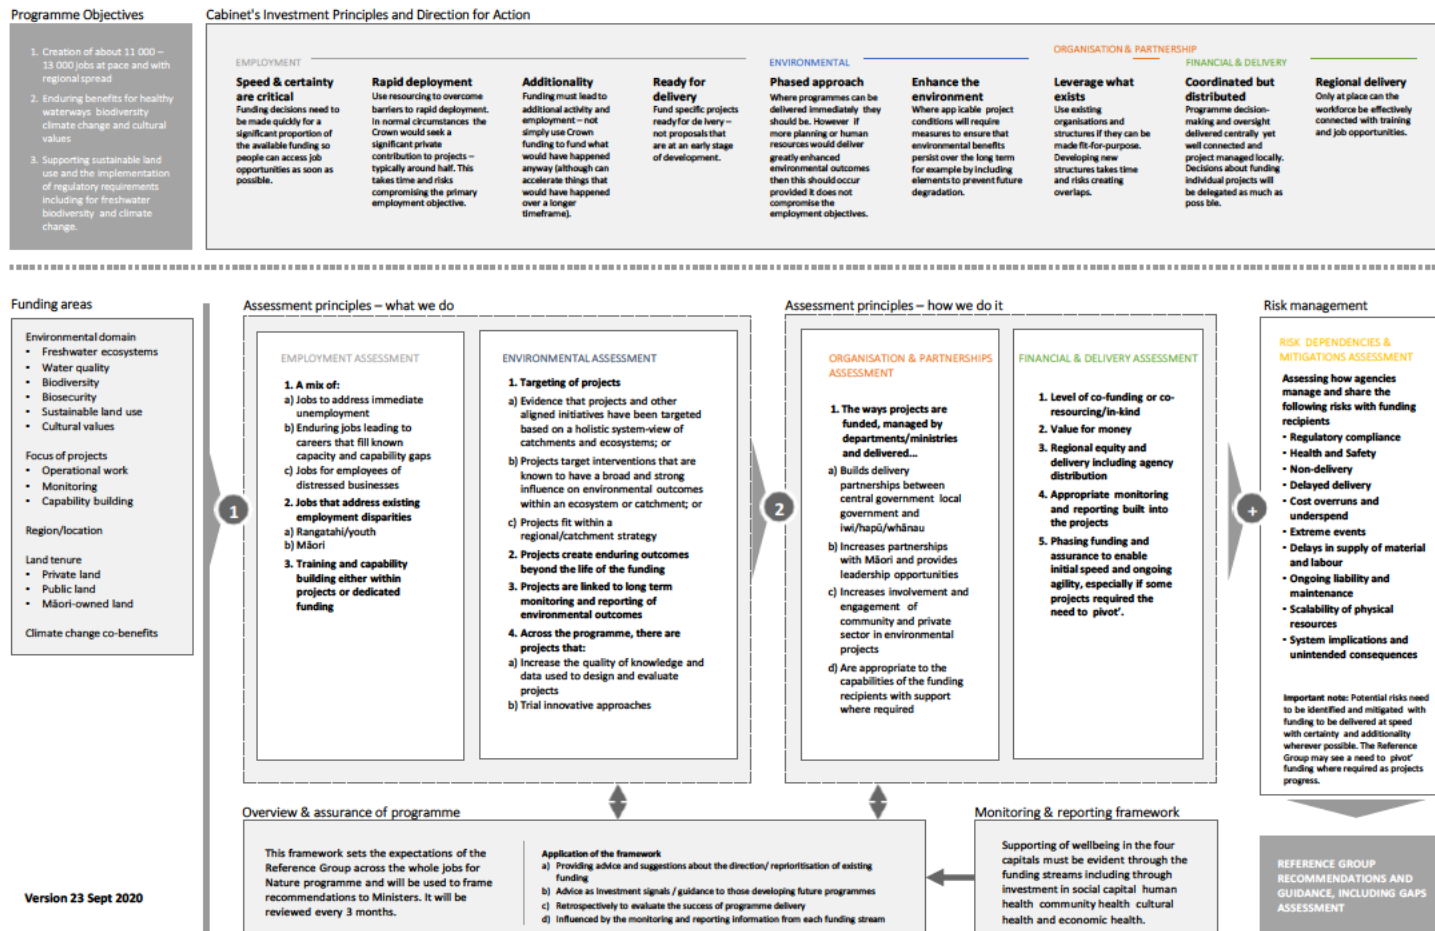 Programme Objectives
1. Creation of about 11 000 –
13 000 jobs at pace and with
regional spread
2. Enduring benefits for healthy
waterways biodiversity
climate change and cultural
values
3. Supporting sustainable land
use and the implementation
of regulatory requirements
including for freshwater
biodiversity and climate
change.
Cabinet's Investment Principles and Direction for Action
EMPLOYMENT
Speed & certainty
are critical
Funding decisions need to
be made quickly for a
significant proportion of
the available funding so
people can access job
opportunities as soon as
possible.
Rapid deployment
Use resourcing to overcome
barriers to rapid deployment.
In normal circumstances the
Crown would seek a
significant private
contribution to projects –
typically around half. This
takes time and risks
compromising the primary
employment objective.
Additionality
Funding must lead to
additional activity and
employment – not
simply use Crown
funding to fund what
would have happened
anyway (although can
accelerate things that
would have happened
over a longer
timeframe).
Ready for
delivery
Fund specific projects
ready for de ivery –
not proposals that
are at an early stage
of development.
ENVIRONMENTAL
Phased approach
Where programmes can be
delivered immediately they
should be. However if
more planning or human
resources would deliver
greatly enhanced
environmental outcomes
then this should occur
provided it does not
compromise the
employment objectives.
Enhance the
environment
Where app icable project
conditions will require
measures to ensure that
environmental benefits
persist over the long term
for example by including
elements to prevent future
degradation.
ORGANISATION & PARTNERSHIP
Leverage what
exists
Use existing
organisations and
structures if they can be
made fit-for-purpose.
Developing new
structures takes time
and risks creating
overlaps.
FINANCIAL & DELIVERY
Coordinated but
distributed
Programme decision-
making and oversight
delivered centrally yet
well connected and
project managed locally.
Decisions about funding
individual projects will
be delegated as much as
poss ble.
Regional delivery
Only at place can the
workforce be effectively
connected with training
and job opportunities.
Funding areas
Environmental domain
• Freshwater ecosystems
• Water quality
• Biodiversity
• Biosecurity
• Sustainable land use
• Cultural values
Focus of projects
• Operational work
• Monitoring
• Capability building
Region/location
Land tenure
• Private land
• Public land
• Māori-owned land
Climate change co-benefits
Version 23 Sept 2020
1
Assessment principles – what we do
EMPLOYMENT ASSESSMENT
1. A mix of:
a) Jobs to address immediate
unemployment
b) Enduring jobs leading to
careers that fill known
capacity and capability gaps
c) Jobs for employees of
distressed businesses
2. Jobs that address existing
employment disparities
a) Rangatahi/youth
b) Māori
3. Training and capability
building either within
projects or dedicated
funding
ENVIRONMENTAL ASSESSMENT
1. Targeting of projects
a) Evidence that projects and other
aligned initiatives have been targeted
based on a holistic system-view of
catchments and ecosystems; or
b) Projects target interventions that are
known to have a broad and strong
influence on environmental outcomes
within an ecosystem or catchment; or
c) Projects fit within a
regional/catchment strategy
2. Projects create enduring outcomes
beyond the life of the funding
3. Projects are linked to long term
monitoring and reporting of
environmental outcomes
4. Across the programme, there are
projects that:
a) Increase the quality of knowledge and
data used to design and evaluate
projects
b) Trial innovative approaches
2
Assessment principles – how we do it
ORGANISATION & PARTNERSHIPS
ASSESSMENT
1. The ways projects are
funded, managed by
departments/ministries
and delivered...
a) Builds delivery
partnerships between
central government local
government and
iwi/hapū/whānau
b) Increases partnerships
with Māori and provides
leadership opportunities
c) Increases involvement and
engagement of
community and private
sector in environmental
projects
d) Are appropriate to the
capabilities of the funding
recipients with support
where required
FINANCIAL & DELIVERY ASSESSMENT
1. Level of co-funding or co-
resourcing/in-kind
2. Value for money
3. Regional equity and
delivery including agency
distribution
4. Appropriate monitoring
and reporting built into
the projects
5. Phasing funding and
assurance to enable
initial speed and ongoing
agility, especially if some
projects required the
need to pivot'.
+
Risk management
RISK DEPENDENCIES &
MITIGATIONS ASSESSMENT
Assessing how agencies
manage and share the
following risks with funding
recipients
• Regulatory compliance
• Health and Safety
• Non-delivery
• Delayed delivery
• Cost overruns and
underspend
• Extreme events
• Delays in supply of material
and labour
• Ongoing liability and
maintenance
• Scalability of physical
resources
• System implications and
unintended consequences
Important note: Potential risks need
to be identified and mitigated with
funding to be delivered at speed
with certainty and additionality
wherever possible. The Reference
Group may see a need to pivot'
funding where required as projects
progress.
Overview & assurance of programme
This framework sets the expectations of the
Reference Group across the whole jobs for
Nature programme and will be used to frame
recommendations to Ministers. It will be
reviewed every 3 months.
Application of the framework
a) Providing advice and suggestions about the direction/ reprioritisation of existing
funding
b) Advice as investment signals / guidance to those developing future programmes
c) Retrospectively to evaluate the success of programme delivery
d) Influenced by the monitoring and reporting information from each funding stream
Monitoring & reporting framework
Supporting of wellbeing in the four
capitals must be evident through the
funding streams including through
investment in social capital human
health community health cultural
health and economic health.
REFERENCE GROUP
RECOMMENDATIONS AND
GUIDANCE, INCLUDING GAPS
ASSESSMENT